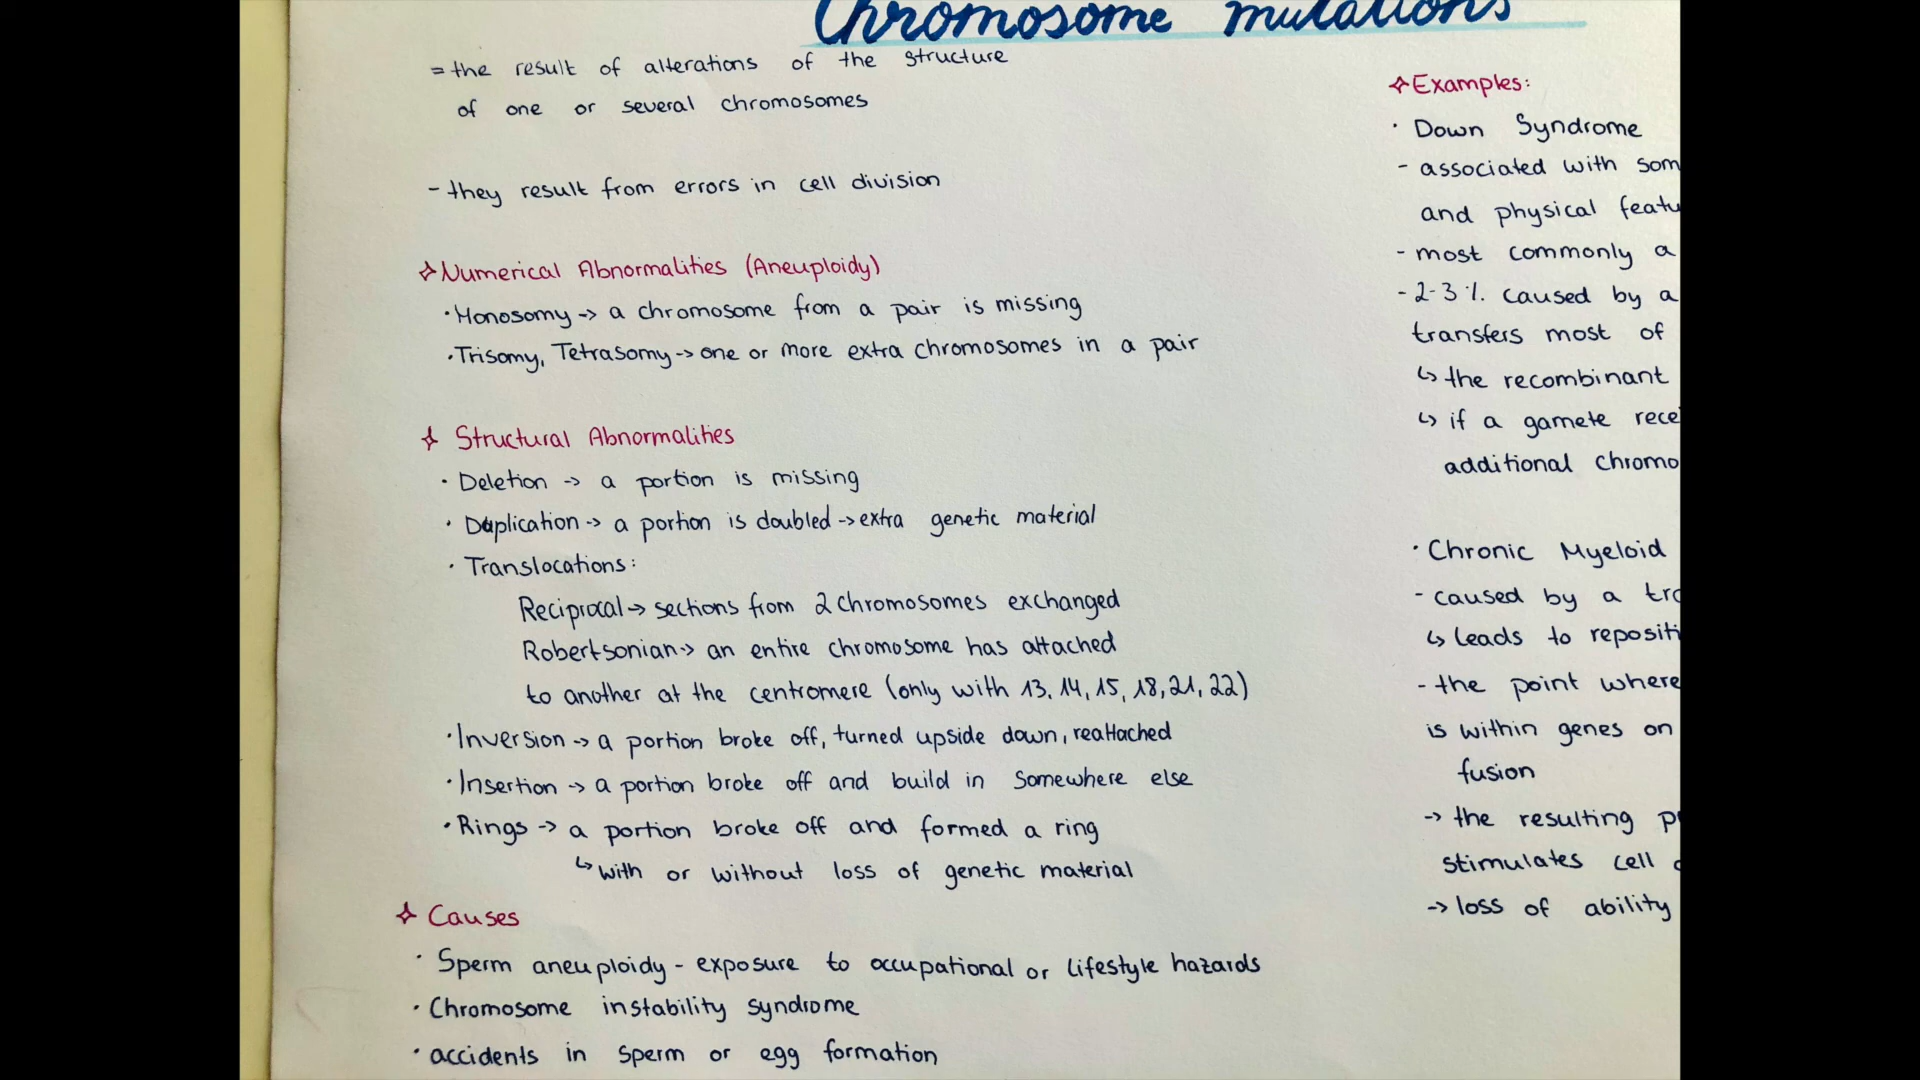 Chromosome mutations
= the result of alterations of the structure
of one or several chromosomes
- they result from errors in cell division
Numerical Abnormalities (Aneuploidy)
· Monosomy -> a chromosome from a pair is missing
· Trisomy, Tetrasomy -> one or more extra chromosomes in a pair
Structural Abnormalities
· Deletion -> a portion is missing
· Duplication -> a portion is doubled -> extra genetic material
· Translocations:
Reciprocal -> sections from 2 chromosomes exchanged
Robertsonian -> an entire chromosome has attached
to another at the centromere (only with 13, 14, 15, 18, 21, 22)
· Inversion -> a portion broke off, turned upside down, reattached
· Insertion -> a portion broke off and build in somewhere else
· Rings -> a portion broke off and formed a ring
↳ with or without loss of genetic material
Causes
· Sperm aneuploidy - exposure to occupational or lifestyle hazards
· Chromosome instability syndrome
· accidents in sperm or egg formation
Examples:
· Down Syndrome
- associated with som
and physical featu
- most commonly a
- 2-3 % caused by a
transfers most of
↳ the recombinant
↳ if a gamete rece
additional chromo
· Chronic Myeloid
- caused by a tra
↳ leads to repositi
- the point where
is within genes on
fusion
-> the resulting p
stimulates cell
-> loss of ability